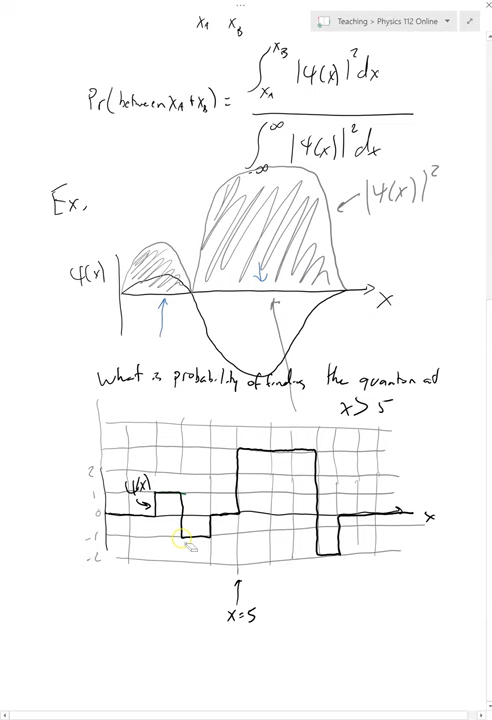 x_A x_B
Teaching > Physics 112 Online
Pr(between x_A + x_B) = ∫_{x_A}^{x_B} |ψ(x)|² dx / ∫_{-∞}^{∞} |ψ(x)|² dx
Ex,
|ψ(x)|²
ψ(x)
x
What is probability of finding the quanton at
x > 5
2
ψ(x)
1
0
x
-1
-2
x=5